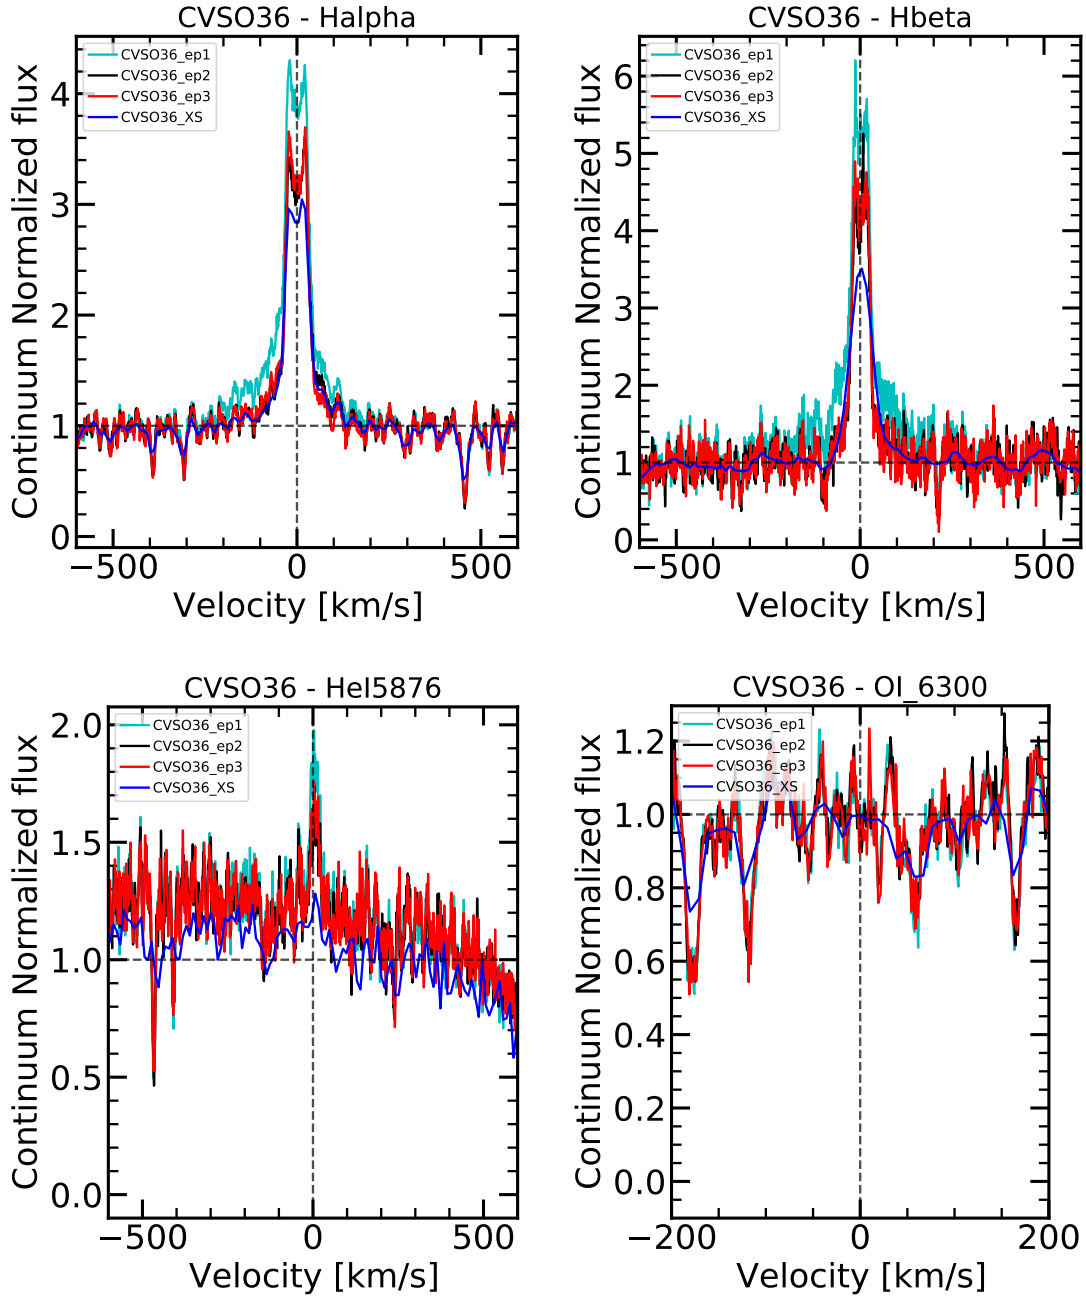 CVSO36 - Halpha
CVSO36_ep1
CVSO36_ep2
CVSO36_ep3
CVSO36_XS
Continuum Normalized flux
4
3
2
1
0
−500
0
500
Velocity [km/s]
CVSO36 - Hbeta
CVSO36_ep1
CVSO36_ep2
CVSO36_ep3
CVSO36_XS
Continuum Normalized flux
6
5
4
3
2
1
0
−500
0
500
Velocity [km/s]
CVSO36 - HeI5876
CVSO36_ep1
CVSO36_ep2
CVSO36_ep3
CVSO36_XS
Continuum Normalized flux
2.0
1.5
1.0
0.5
0.0
−500
0
500
Velocity [km/s]
CVSO36 - OI_6300
CVSO36_ep1
CVSO36_ep2
CVSO36_ep3
CVSO36_XS
Continuum Normalized flux
1.2
1.0
0.8
0.6
0.4
0.2
0.0
−200
0
200
Velocity [km/s]